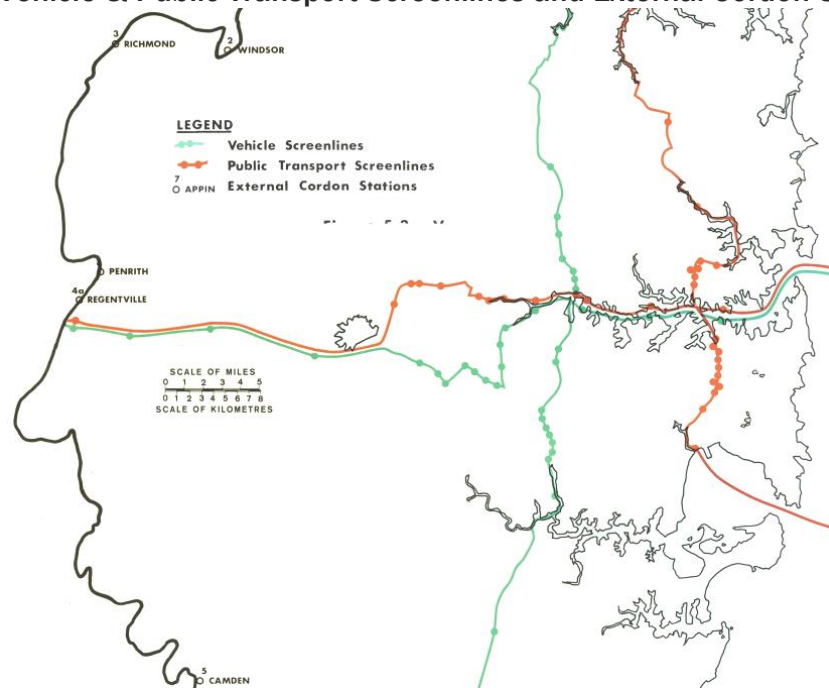 Vehicle & Public Transport Screenlines and External Cordon
3
RICHMOND
2
WINDSOR
LEGEND
Vehicle Screenlines
Public Transport Screenlines
7
APPIN External Cordon Stations
PENRITH
4a
REGENTVILLE
SCALE OF MILES
0 1 2 3 4 5
0 1 2 3 4 5 6 7 8
SCALE OF KILOMETRES
5
CAMDEN